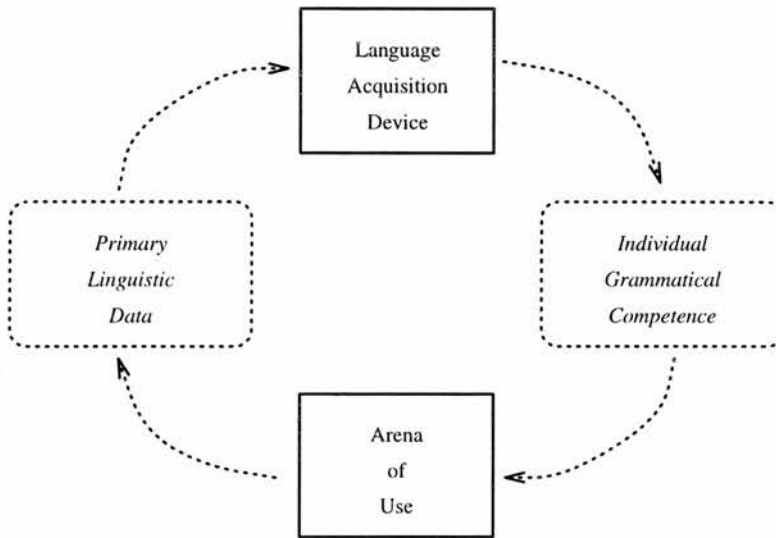 Language
Acquisition
Device
Primary
Linguistic
Data
Individual
Grammatical
Competence
Arena
of
Use